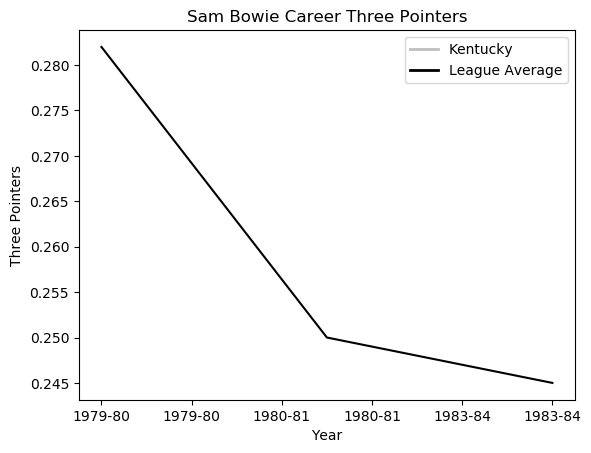 Sam Bowie Career Three Pointers
Kentucky
League Average
0.280
0.275
0.270
0.265
0.260
0.255
0.250
0.245
Three Pointers
1979-80 1979-80 1980-81 1980-81 1983-84 1983-84
Year